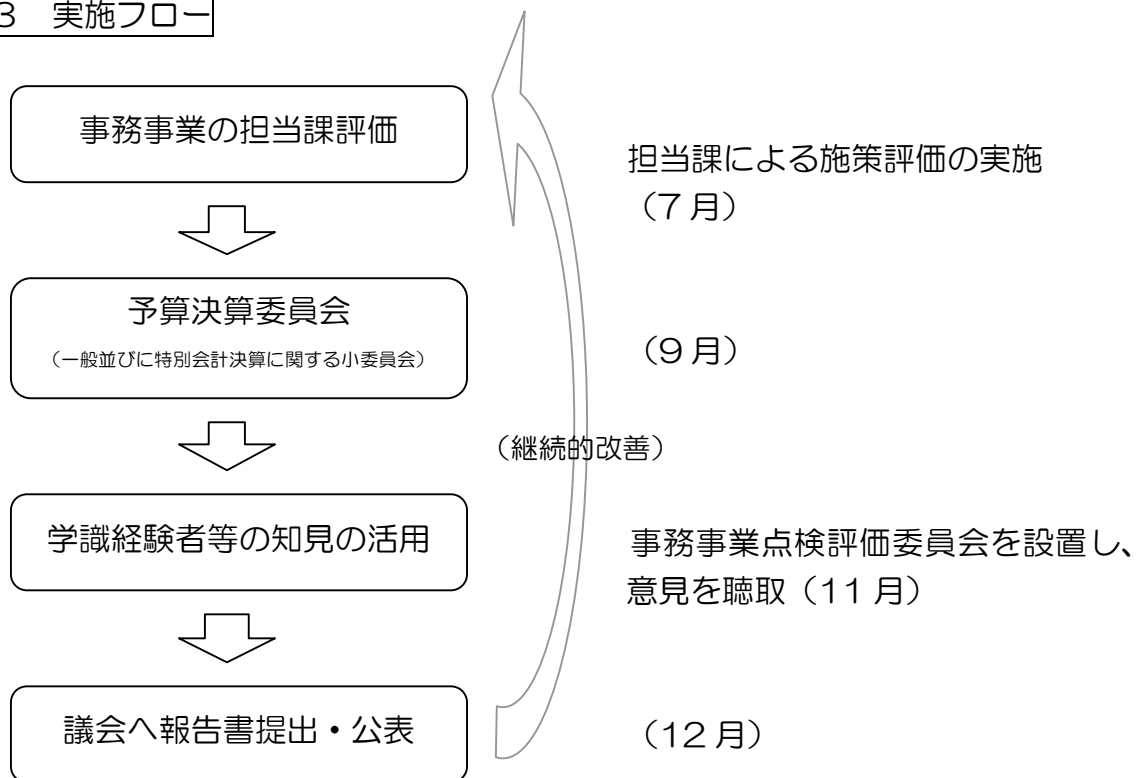 3　実施フロー
事務事業の担当課評価
担当課による施策評価の実施
（7月）
予算決算委員会
（一般並びに特別会計決算に関する小委員会）
（9月）
（継続的改善）
学識経験者等の知見の活用
事務事業点検評価委員会を設置し、
意見を聴取（11月）
議会へ報告書提出・公表
（12月）